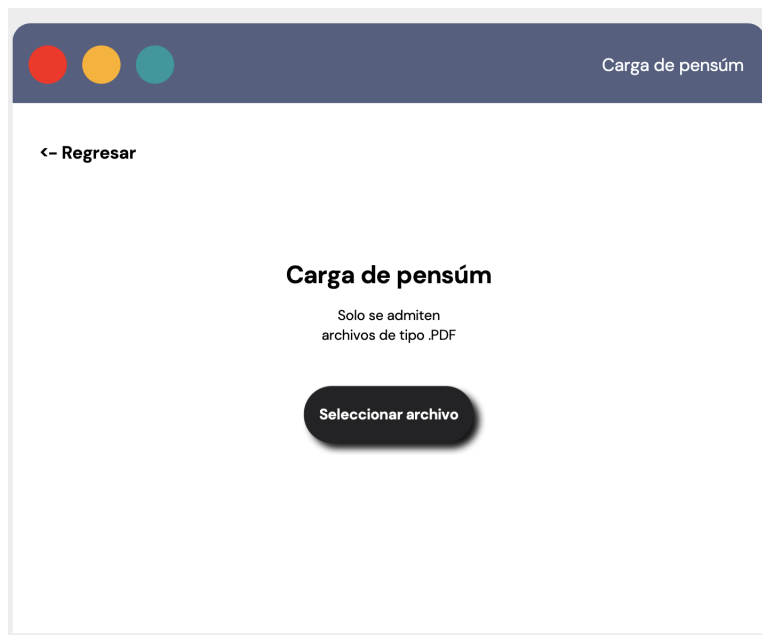 Carga de pensúm
<- Regresar
Carga de pensúm
Solo se admiten
archivos de tipo .PDF
Seleccionar archivo